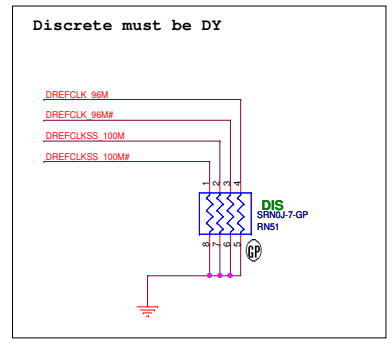 Discrete must be DY
DREFCLK_96M
DREFCLK_96M#
DREFCLKSS_100M
DREFCLKSS_100M#
1 2 3 4
DIS
SRN0J-7-GP
RN51
8 7 6 5
GP